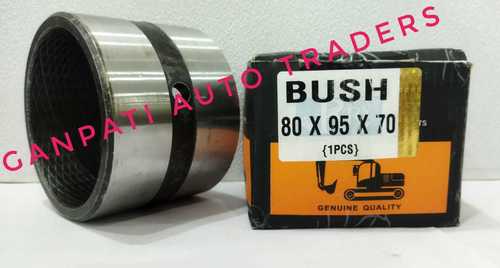 GANPATI AUTO TRADERS
BUSH
80 X 95 X 70
{1PCS}
GENUINE QUALITY